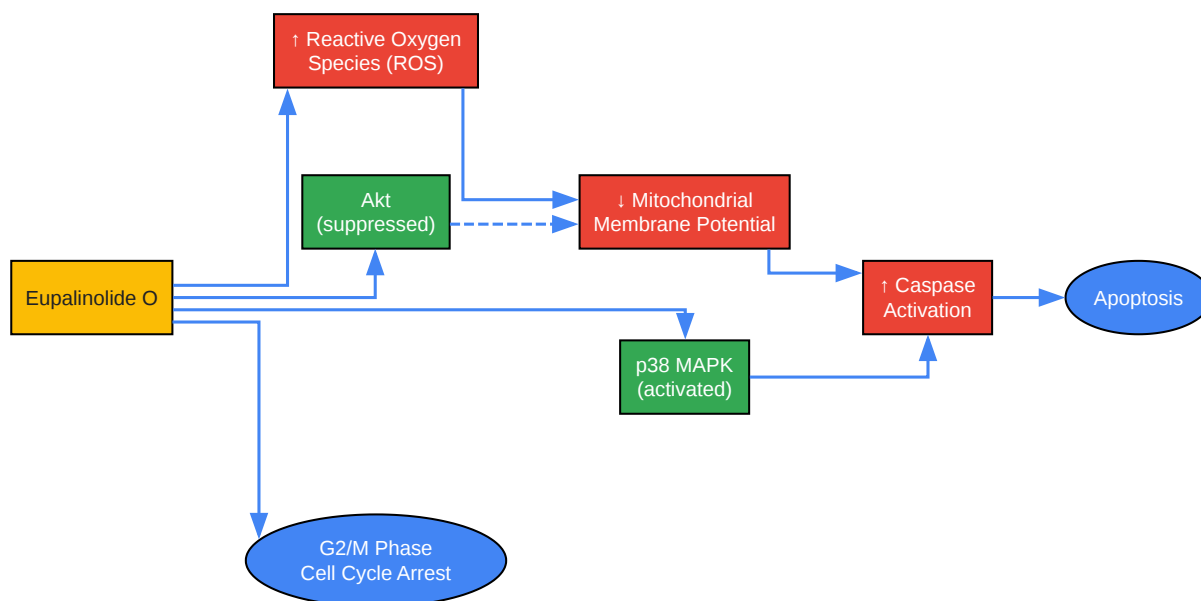 ↑ Reactive Oxygen
Species (ROS)
Akt
(suppressed)
↓ Mitochondrial
Membrane Potential
Eupalinolide O
↑ Caspase
Activation
Apoptosis
p38 MAPK
(activated)
G2/M Phase
Cell Cycle Arrest